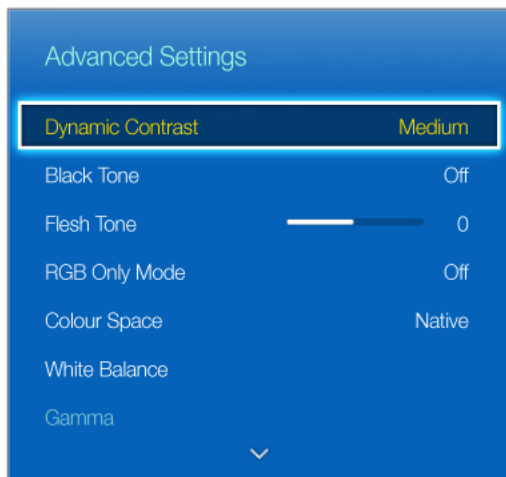 Advanced Settings
Dynamic Contrast Medium
Black Tone Off
Flesh Tone 0
RGB Only Mode Off
Colour Space Native
White Balance
Gamma